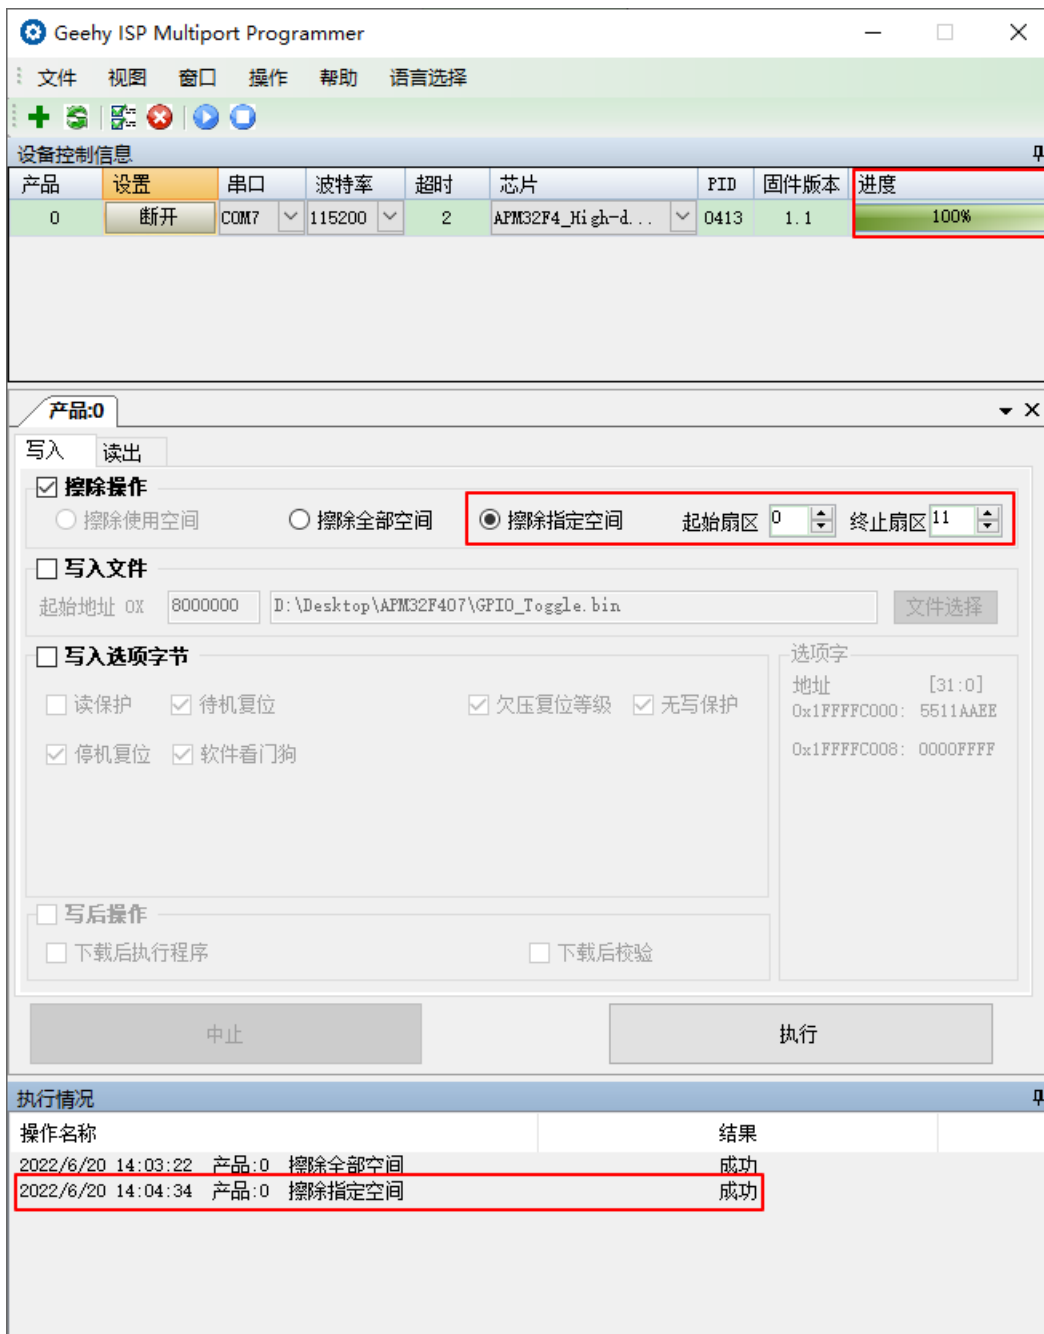 Geehy ISP Multiport Programmer
文件 视图 窗口 操作 帮助 语言选择
设备控制信息
产品 设置 串口 波特率 超时 芯片 PID 固件版本 进度
0 断开 COM7 115200 2 APM32F4_High-d... 0413 1.1 100%
产品:0
写入 读出
擦除操作
擦除使用空间 擦除全部空间 擦除指定空间 起始扇区 0 终止扇区 11
写入文件
起始地址 0X 8000000 D:\Desktop\APM32F407\GPIO_Toggle.bin 文件选择
写入选项字节 选项字
读保护 待机复位 欠压复位等级 无写保护 地址 [31:0]
0x1FFFFC000: 5511AAEE
停机复位 软件看门狗 0x1FFFFC008: 0000FFFF
写后操作
下载后执行程序 下载后校验
中止 执行
执行情况
操作名称 结果
2022/6/20 14:03:22 产品:0 擦除全部空间 成功
2022/6/20 14:04:34 产品:0 擦除指定空间 成功